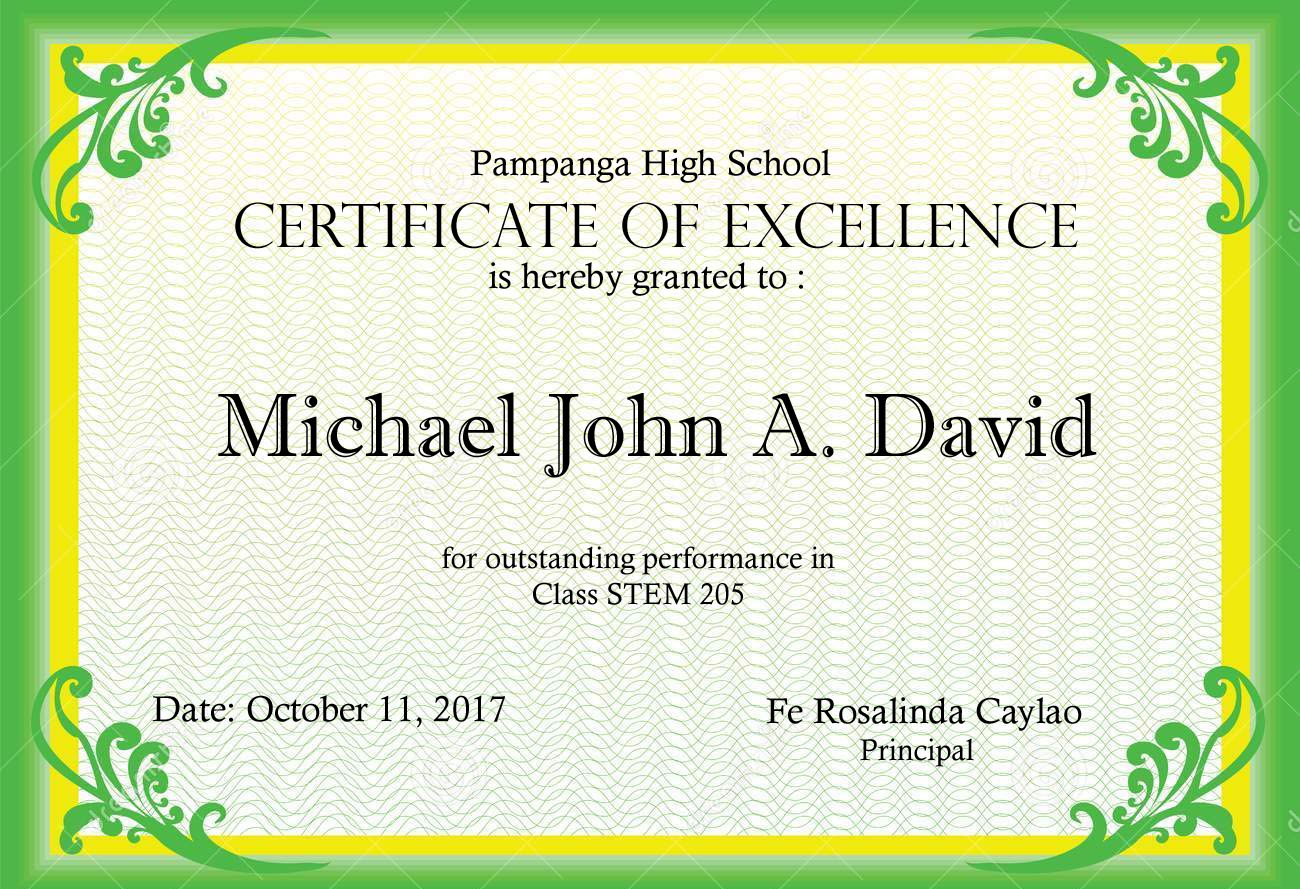 Pampanga High School
CERTIFICATE OF EXCELLENCE
is hereby granted to :
Michael John A. David
for outstanding performance in
Class STEM 205
Date: October 11, 2017
Fe Rosalinda Caylao
Principal